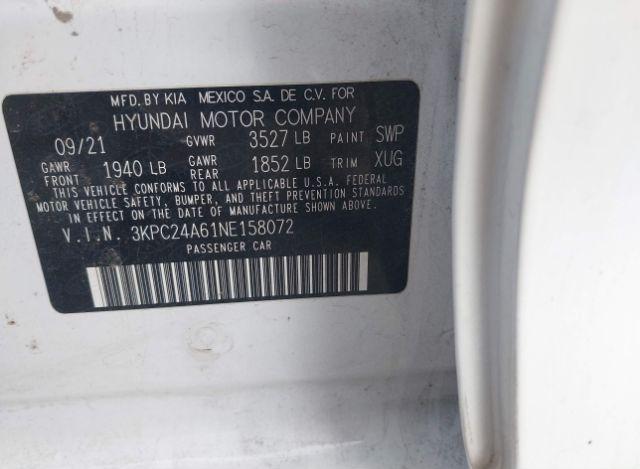 MFD. BY KIA MEXICO S.A. DE C.V. FOR
HYUNDAI MOTOR COMPANY
09/21 GVWR 3527 LB PAINT SWP
GAWR FRONT 1940 LB GAWR REAR 1852 LB TRIM XUG
THIS VEHICLE CONFORMS TO ALL APPLICABLE U.S.A. FEDERAL
MOTOR VEHICLE SAFETY, BUMPER, AND THEFT PREVENTION STANDARDS
IN EFFECT ON THE DATE OF MANUFACTURE SHOWN ABOVE.
V.I.N. 3KPC24A61NE158072
PASSENGER CAR